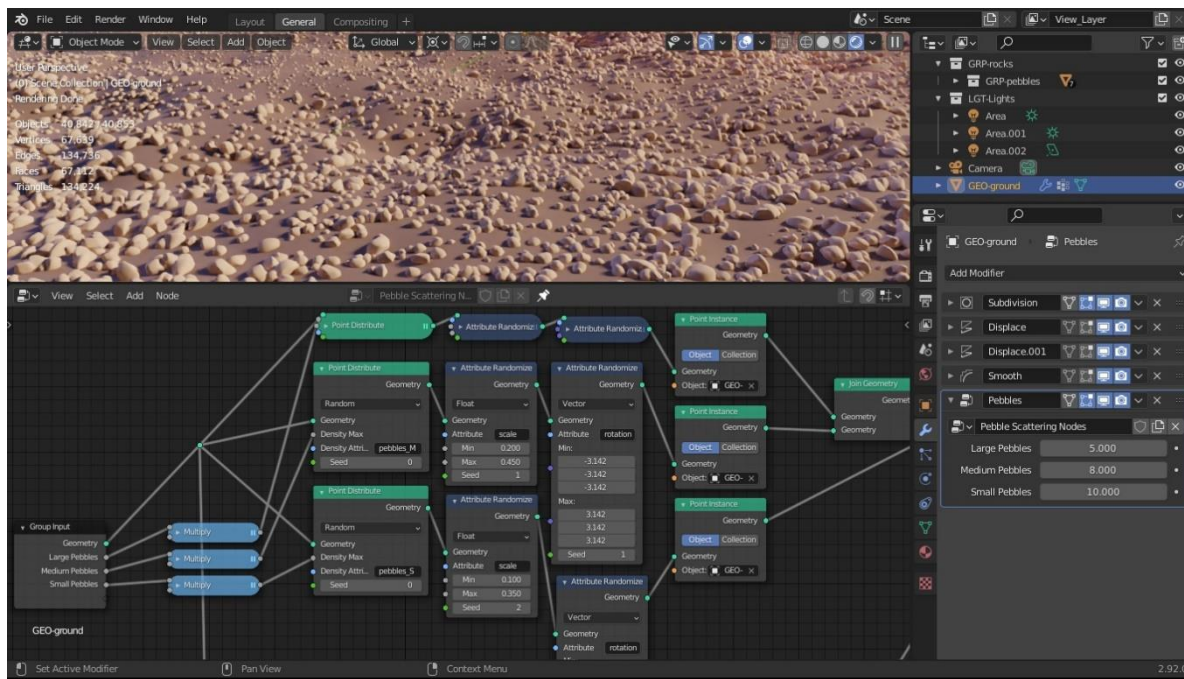 File Edit Render Window Help Layout General Compositing + Scene View_Layer
Object Mode View Select Add Object Global
User Perspective
(0) Scene Collection | GEO-ground
Rendering Done
Objects 40,842/40,853
Vertices 67,639
Edges 134,736
Faces 67,112
Triangles 134,224
GRP-rocks
GRP-pebbles
LGT-Lights
Area
Area.001
Area.002
Camera
GEO-ground
GEO-ground Pebbles
Add Modifier
Subdivision
Displace
Displace.001
Smooth
Pebbles
Pebble Scattering Nodes
Large Pebbles 5.000
Medium Pebbles 8.000
Small Pebbles 10.000
View Select Add Node Pebble Scattering N...
Point Distribute
Attribute Randomiz
Attribute Randomiz
Point Instance
Geometry
Object Collection
Geometry
Object: GEO-
Point Distribute
Geometry
Random
Geometry
Density Max
Density Attri.. pebbles_M
Seed 0
Attribute Randomize
Geometry
Float
Geometry
Attribute scale
Min 0.200
Max 0.450
Seed 1
Attribute Randomize
Geometry
Vector
Geometry
Attribute rotation
Min:
-3.142
-3.142
-3.142
Max:
3.142
3.142
3.142
Seed 1
Point Instance
Geometry
Object Collection
Geometry
Object: GEO-
Join Geometry
Geomet
Geometry
Geometry
Point Distribute
Geometry
Random
Geometry
Density Max
Density Attri.. pebbles_S
Seed 0
Attribute Randomize
Geometry
Float
Geometry
Attribute scale
Min 0.100
Max 0.350
Seed 2
Point Instance
Geometry
Object Collection
Geometry
Object: GEO-
Attribute Randomize
Geometry
Vector
Geometry
Attribute rotation
Group Input
Geometry
Large Pebbles
Medium Pebbles
Small Pebbles
Multiply
Multiply
Multiply
GEO-ground
Set Active Modifier Pan View Context Menu 2.92.0